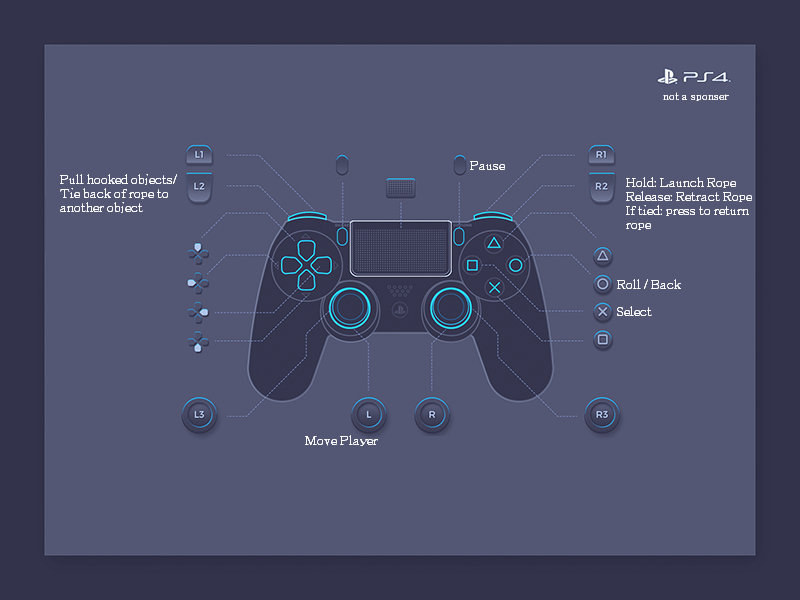 PS4
not a sponser
L1
R1
Pause
Pull hooked objects/
Tie back of rope to
another object
L2
R2
Hold: Launch Rope
Release: Retract Rope
If tied: press to return
rope
Roll / Back
Select
L3
L
R
R3
Move Player